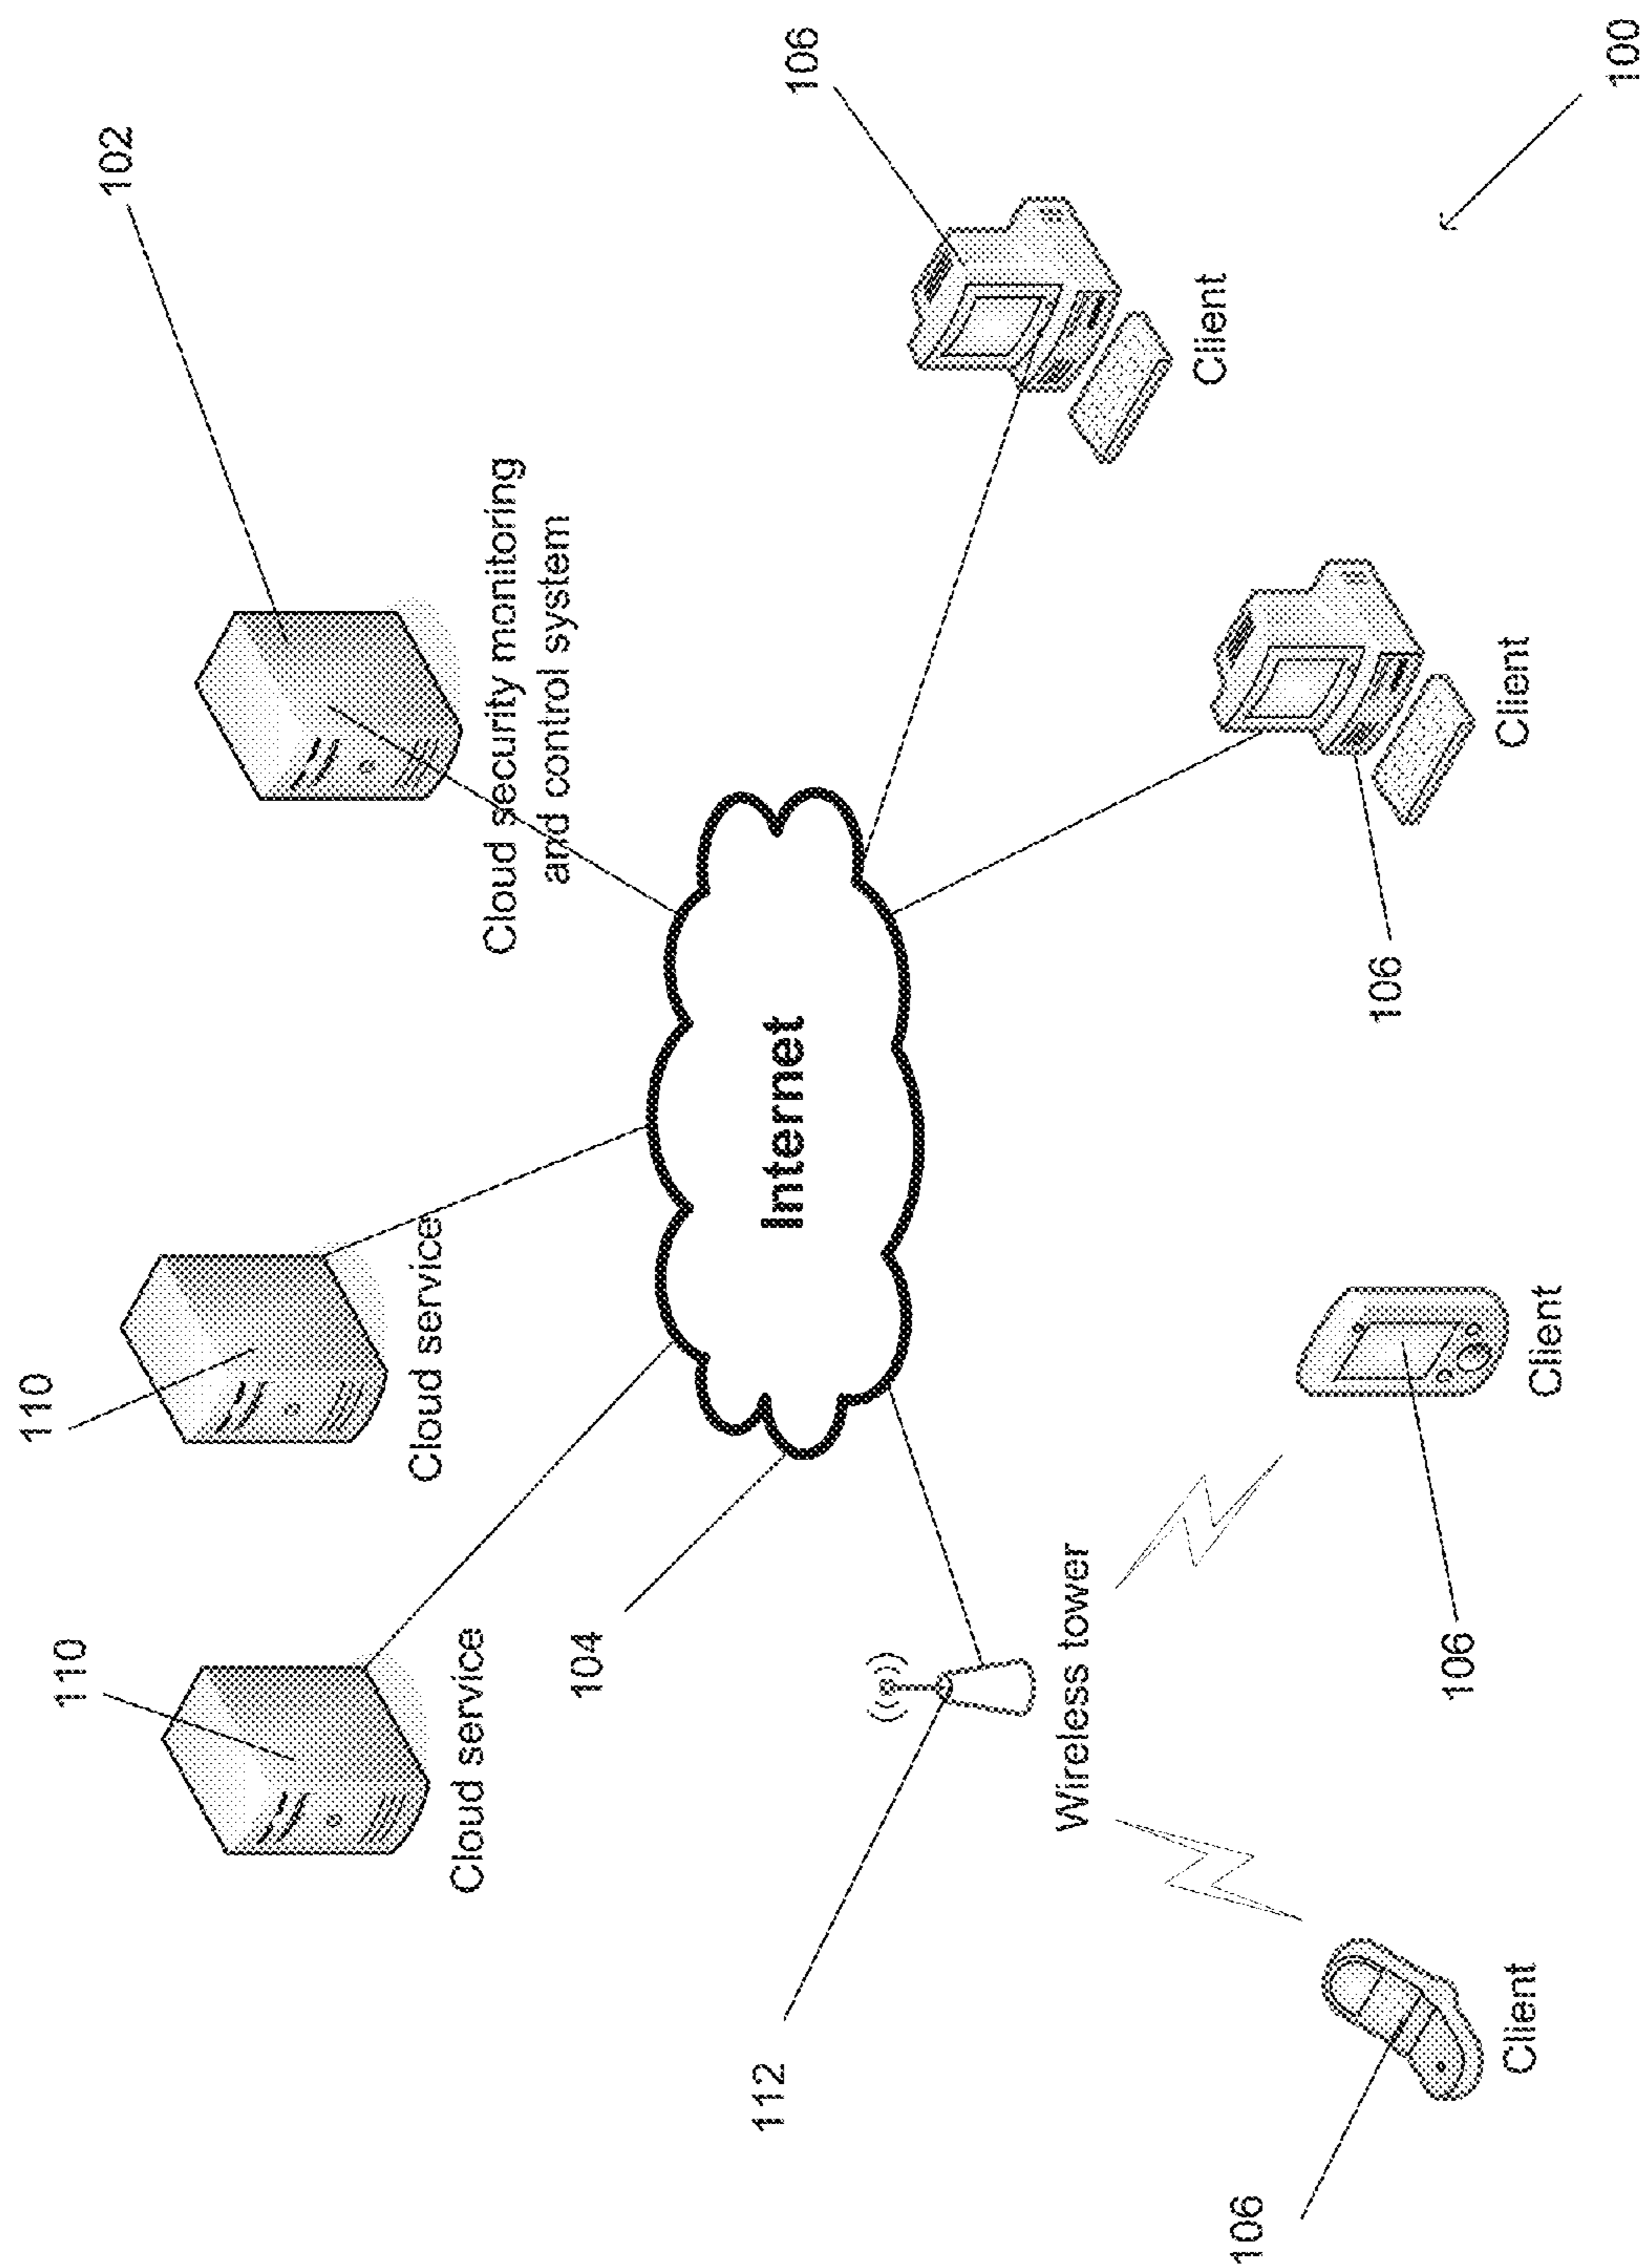 110
110
102
Cloud service
Cloud service
Cloud security monitoring
and control system
104
Internet
112
106
Wireless tower
Client
106
Client
106
Client
106
Client
100